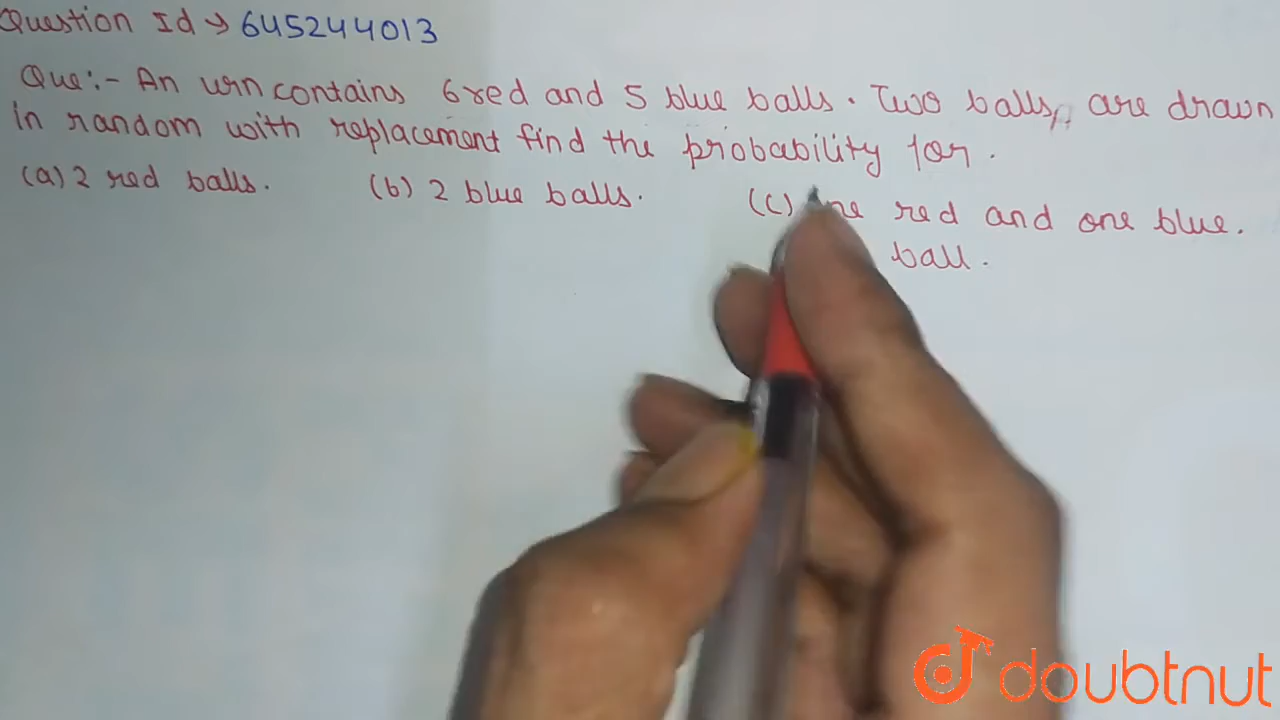 Question Id → 645244013
Que:- An urn contains 6 red and 5 blue balls. Two balls, are drawn
in random with replacement find the probability for.
(a) 2 red balls. (b) 2 blue balls. (c) one red and one blue.
ball.
doubtnut